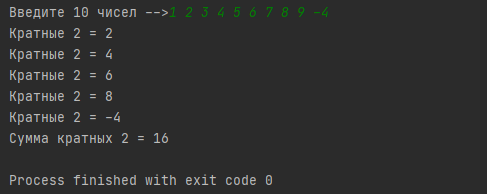 Введите 10 чисел -->1 2 3 4 5 6 7 8 9 -4
Кратные 2 = 2
Кратные 2 = 4
Кратные 2 = 6
Кратные 2 = 8
Кратные 2 = -4
Сумма кратных 2 = 16
Process finished with exit code 0